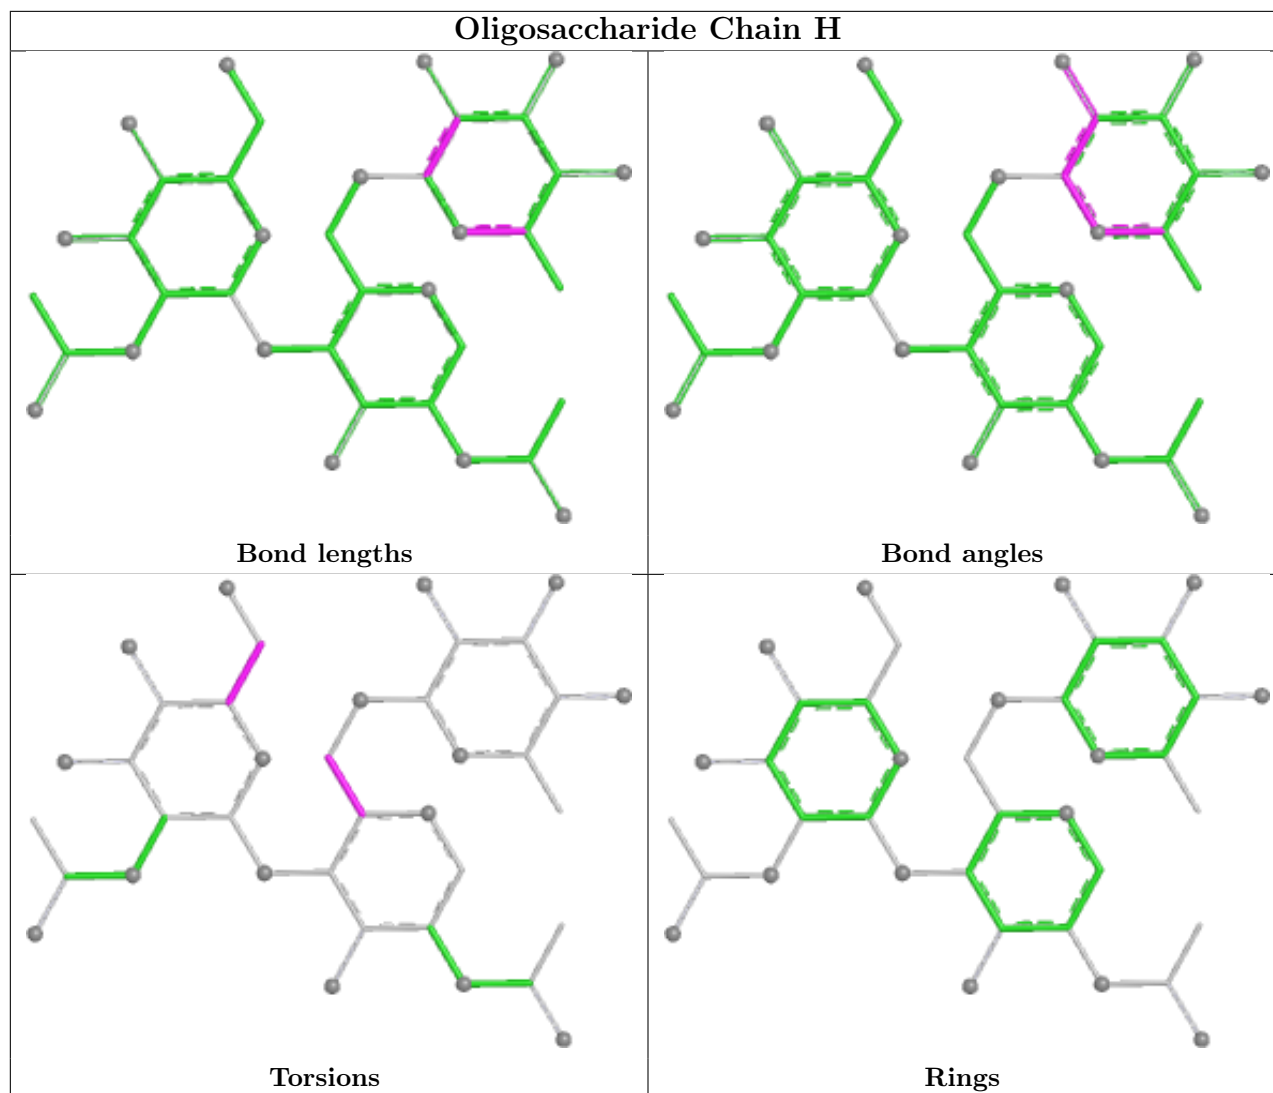 Oligosaccharide Chain H
Bond lengths
Bond angles
Torsions
Rings